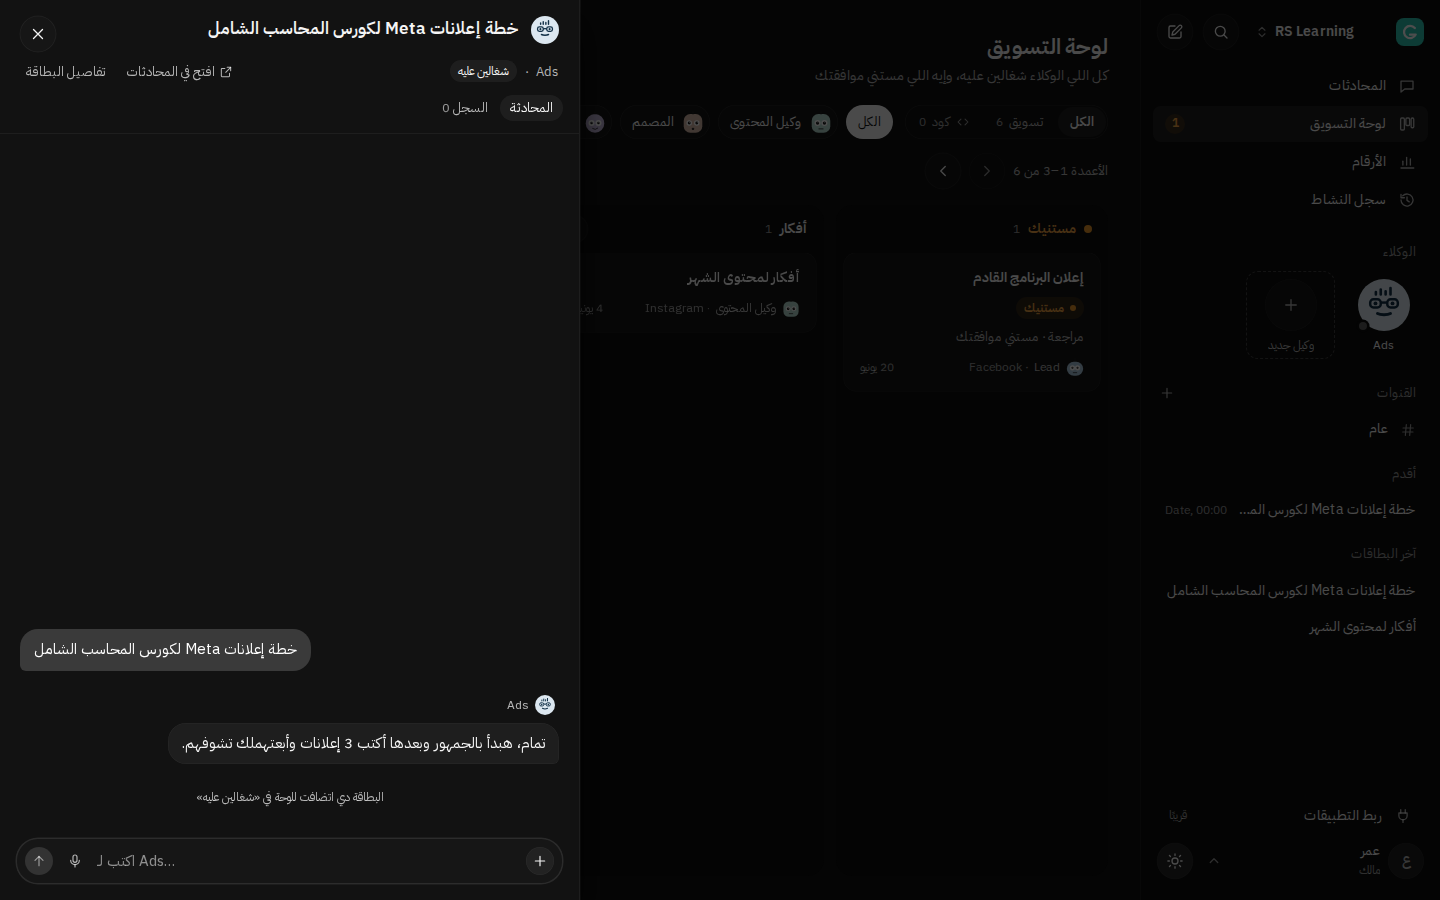 RS Learning
المحادثات
لوحة التسويق 1
الأرقام
سجل النشاط
الوكلاء
Ads
وكيل جديد
القنوات
# عام
أقدم
خطة إعلانات Meta لكورس المـ... Date, 00:00
آخر البطاقات
خطة إعلانات Meta لكورس المحاسب الشامل
أفكار لمحتوى الشهر
ربط التطبيقات قريبًا
ع عمر
مالك
لوحة التسويق
كل اللي الوكلاء شغالين عليه، وإيه اللي مستني موافقتك
الكل تسويق 6 كود 0 الكل وكيل المحتوى المصمم
الأعمدة 1–3 من 6
مستنيك 1
إعلان البرنامج القادم
مستنيك
مراجعة · مستني موافقتك
Facebook · Lead 20 يونيو
أفكار 1
أفكار لمحتوى الشهر
وكيل المحتوى · Instagram
خطة إعلانات Meta لكورس المحاسب الشامل
Ads · شغالين عليه افتح في المحادثات تفاصيل البطاقة
المحادثة السجل 0
خطة إعلانات Meta لكورس المحاسب الشامل
Ads
تمام، هبدأ بالجمهور وبعدها أكتب 3 إعلانات وأبعتهملك تشوفهم.
البطاقة دي اتضافت للوحة في «شغالين عليه»
اكتب لـ Ads…